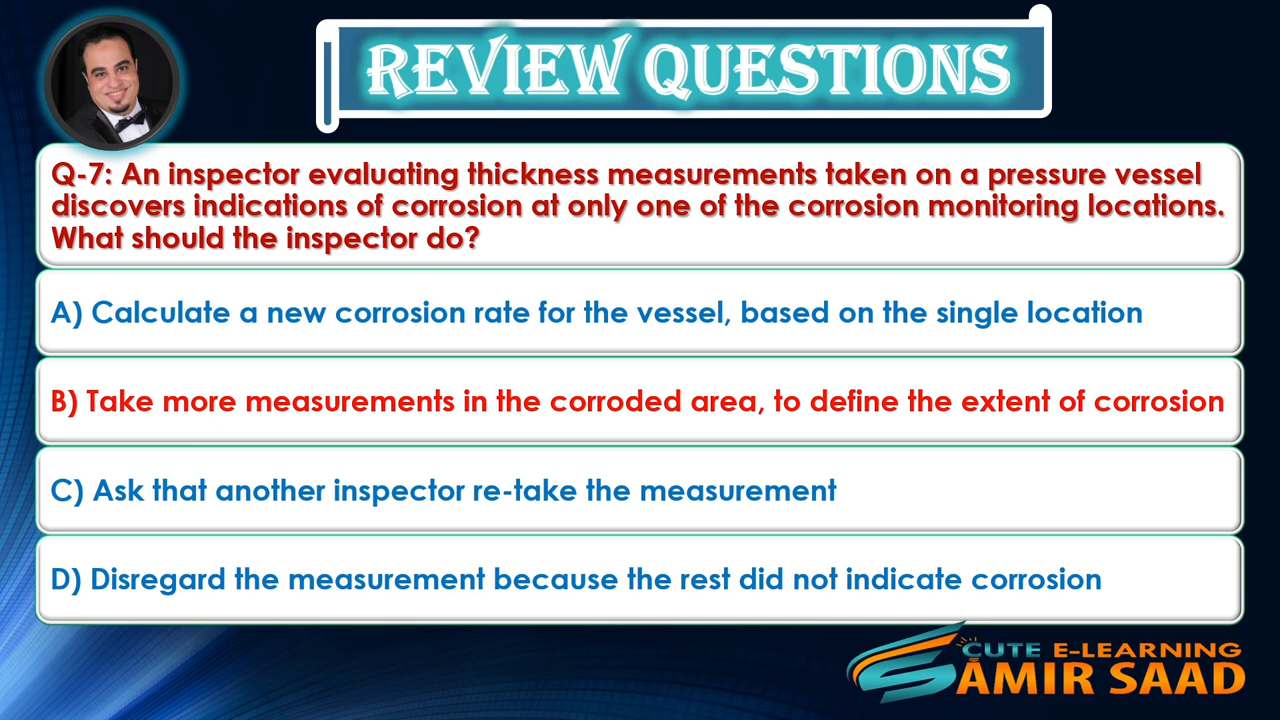 REVIEW QUESTIONS
Q-7: An inspector evaluating thickness measurements taken on a pressure vessel
discovers indications of corrosion at only one of the corrosion monitoring locations.
What should the inspector do?
A) Calculate a new corrosion rate for the vessel, based on the single location
B) Take more measurements in the corroded area, to define the extent of corrosion
C) Ask that another inspector re-take the measurement
D) Disregard the measurement because the rest did not indicate corrosion
CUTE E-LEARNING
AMIR SAAD